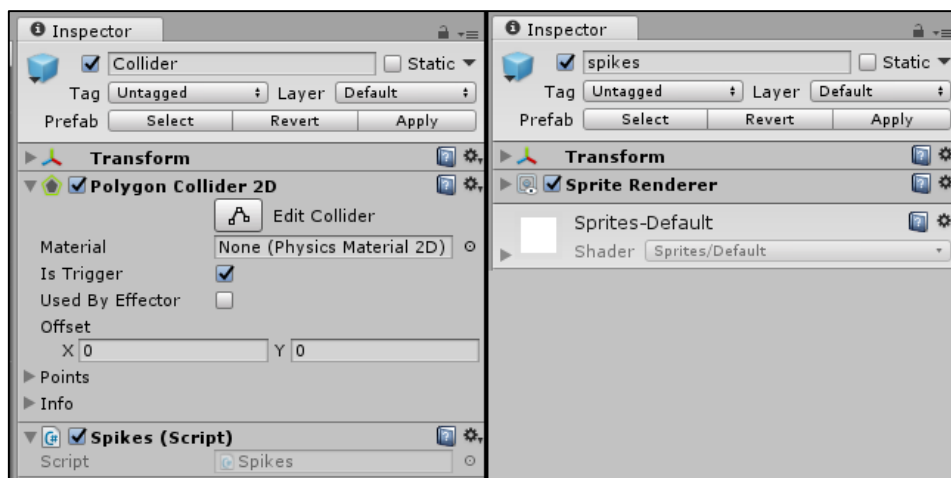 Inspector
Collider
Static
Tag Untagged Layer Default
Prefab Select Revert Apply
Transform
Polygon Collider 2D
Edit Collider
Material None (Physics Material 2D)
Is Trigger
Used By Effector
Offset
X 0 Y 0
Points
Info
Spikes (Script)
Script Spikes
Inspector
spikes
Static
Tag Untagged Layer Default
Prefab Select Revert Apply
Transform
Sprite Renderer
Sprites-Default
Shader Sprites/Default